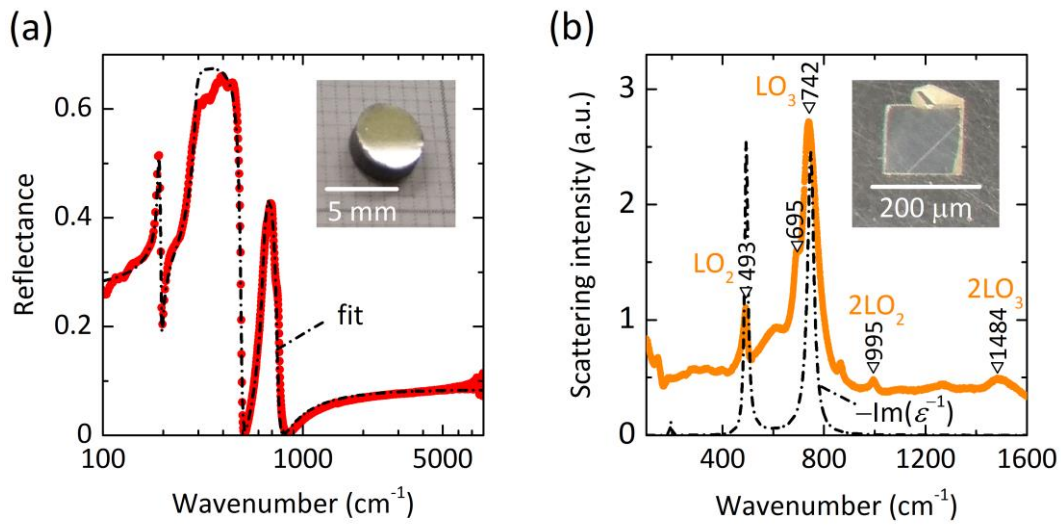 (a)
0.6
0.4
0.2
0
Reflectance
100
1000
5000
Wavenumber (cm⁻¹)
5 mm
fit
(b)
3
2
1
0
Scattering intensity (a.u.)
400
800
1200
1600
Wavenumber (cm⁻¹)
LO₃
742
695
LO₂
493
2LO₂
995
2LO₃
1484
−Im(ε⁻¹)
200 μm